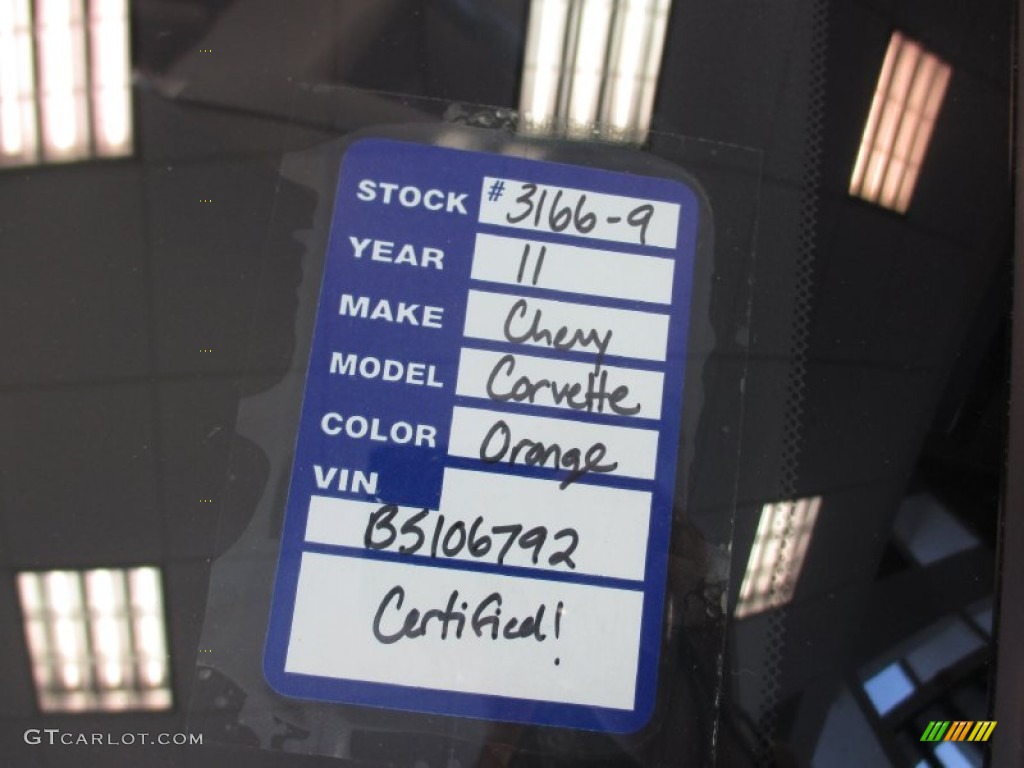 STOCK #3166-9
YEAR 11
MAKE Chevy
MODEL Corvette
COLOR Orange
VIN
B5106792
Certified!
GTCARLOT.COM